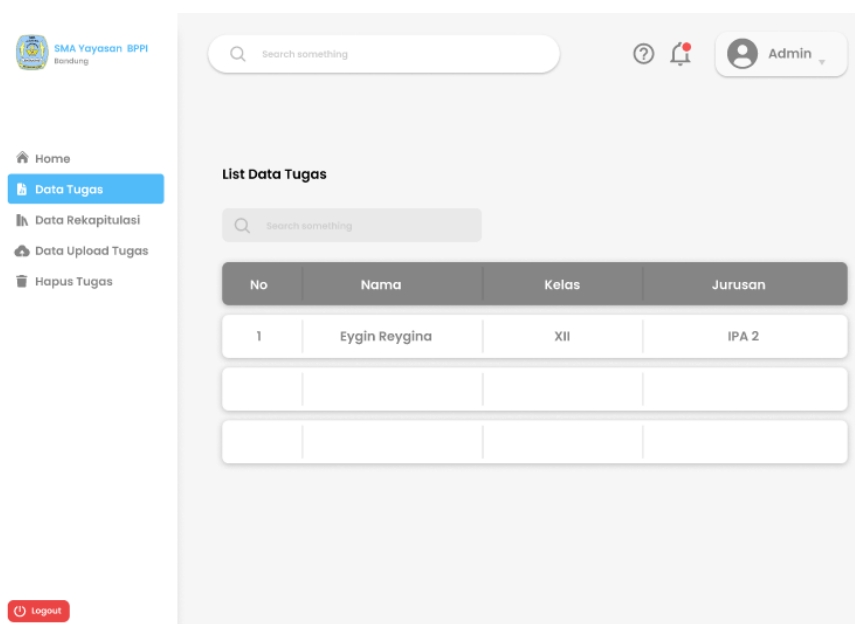 SMA Yayasan BPPI
Bandung
Search something
Admin
Home
Data Tugas
Data Rekapitulasi
Data Upload Tugas
Hapus Tugas
Logout
List Data Tugas
Search something
No Nama Kelas Jurusan
1 Eygin Reygina XII IPA 2